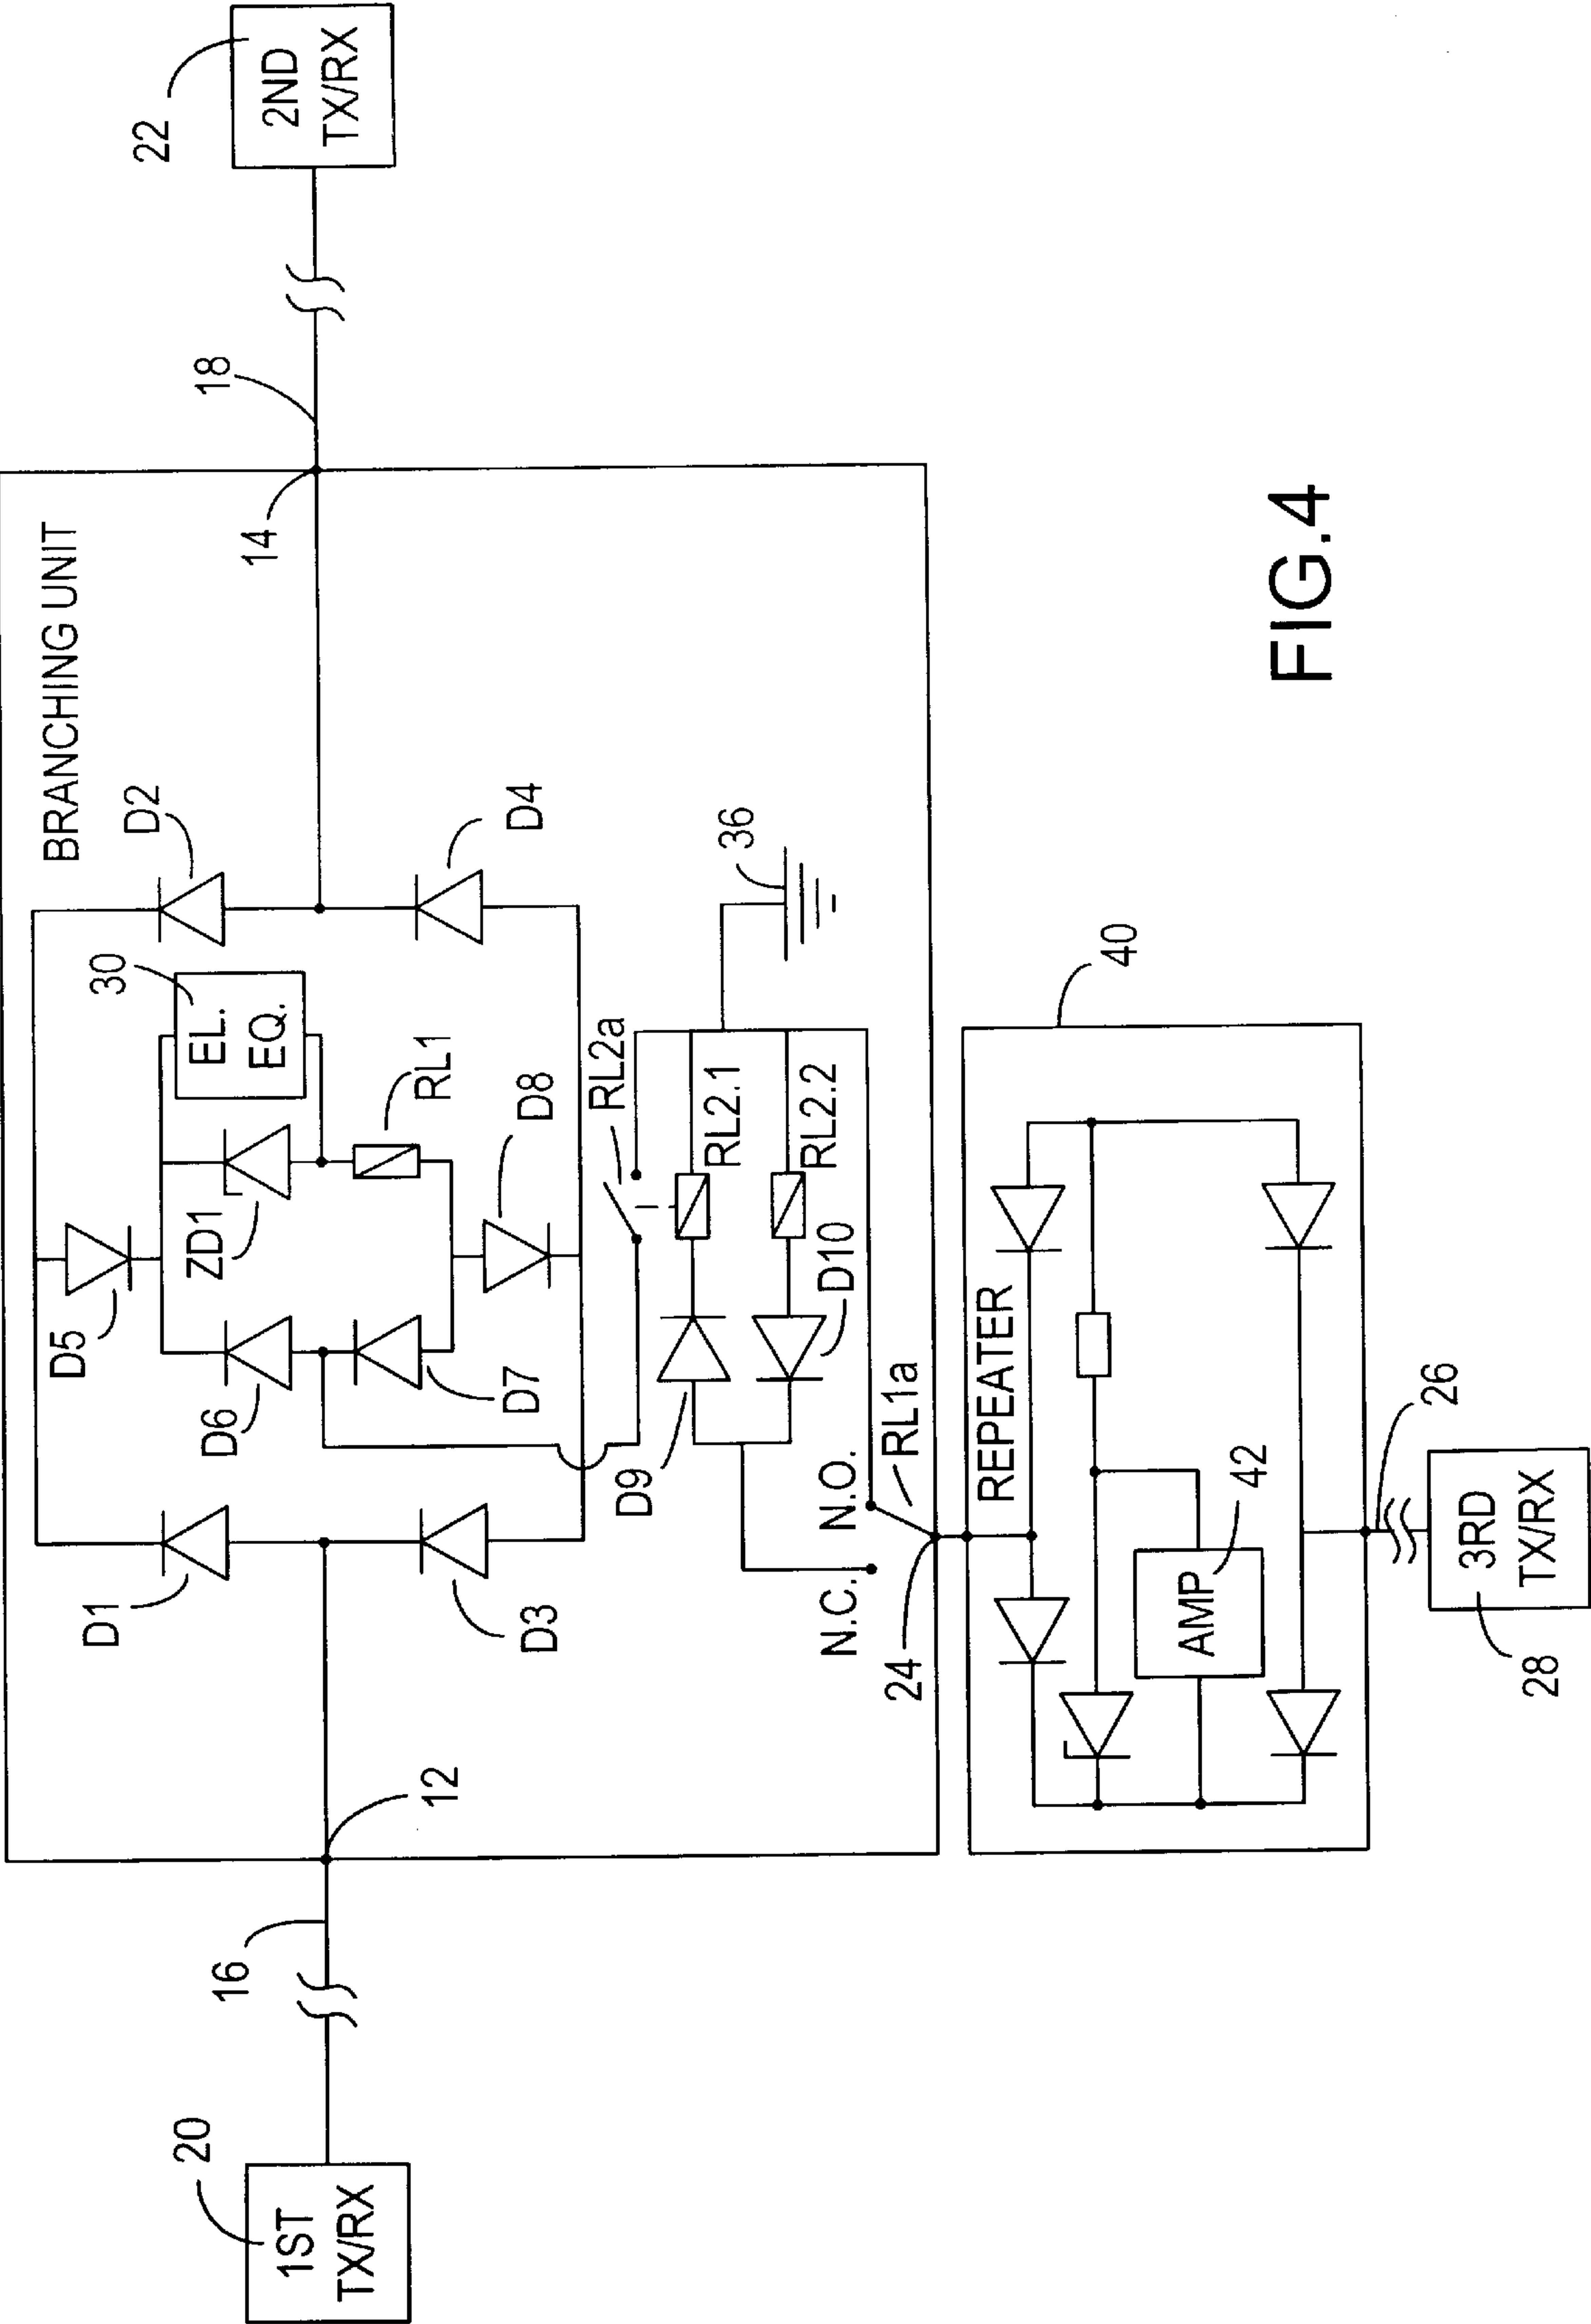 BRANCHING UNIT
1ST
TX/RX
20
16
12
D1
D3
D5
D6
D7
ZD1
EL.
EQ.
30
RL1
D8
D2
D4
14
18
22
2ND
TX/RX
RL2a
RL2.1
RL2.2
D9
D10
36
N.C.
N.O.
RL1a
24
REPEATER
40
AMP
42
26
3RD
TX/RX
28
FIG.4